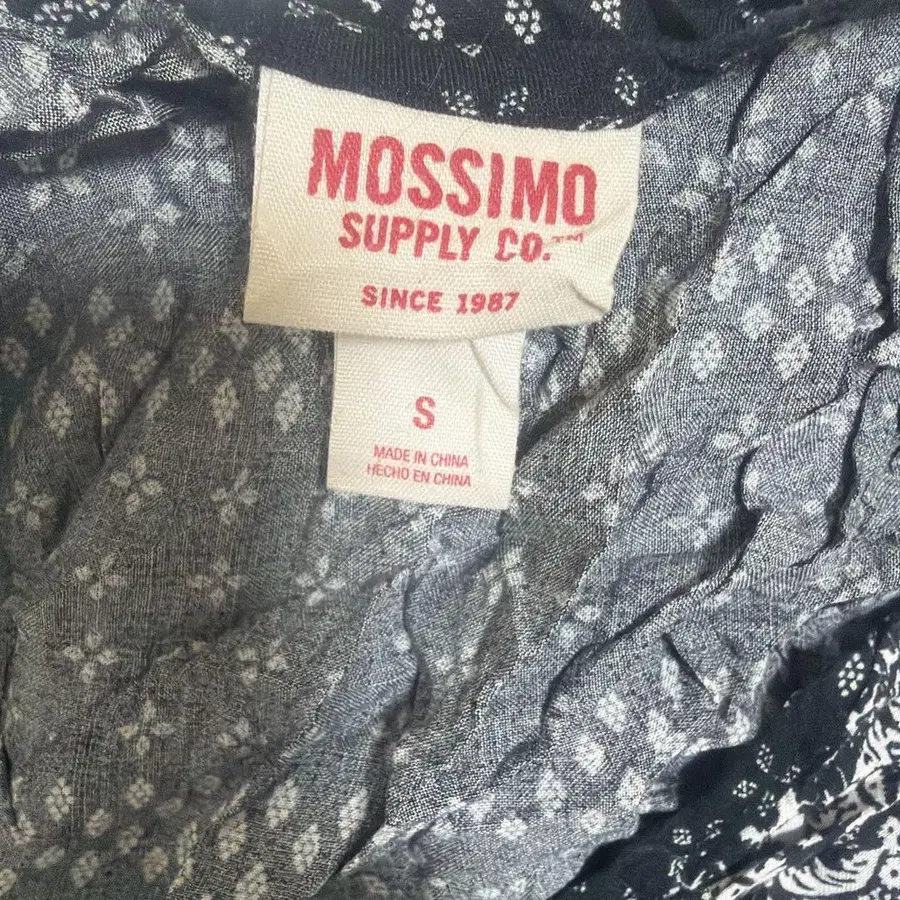 MOSSIMO
SUPPLY CO.™
SINCE 1987
S
MADE IN CHINA
HECHO EN CHINA